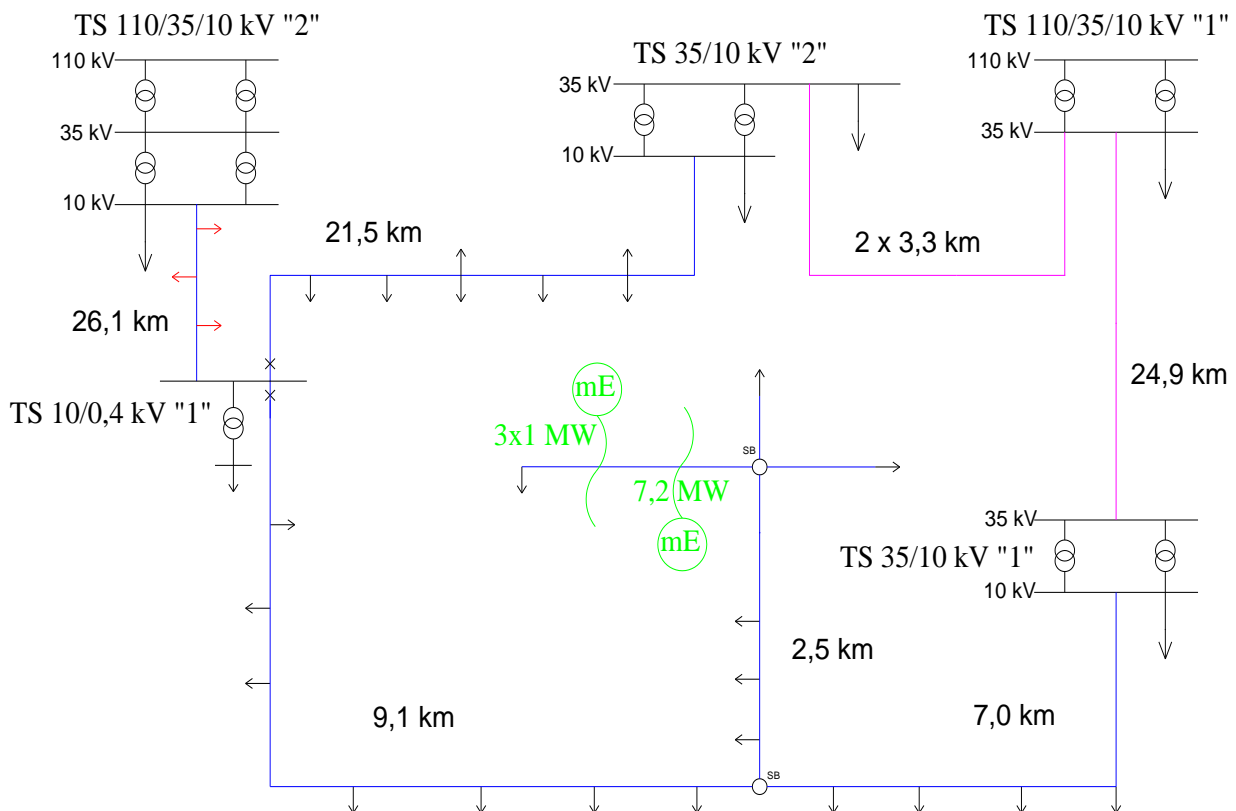 TS 110/35/10 kV "2"
110 kV
35 kV
10 kV
TS 35/10 kV "2"
35 kV
10 kV
TS 110/35/10 kV "1"
110 kV
35 kV
21,5 km
2 x 3,3 km
26,1 km
24,9 km
TS 10/0,4 kV "1"
mE
3x1 MW
SB
7,2 MW
mE
35 kV
TS 35/10 kV "1"
10 kV
2,5 km
9,1 km
7,0 km
SB